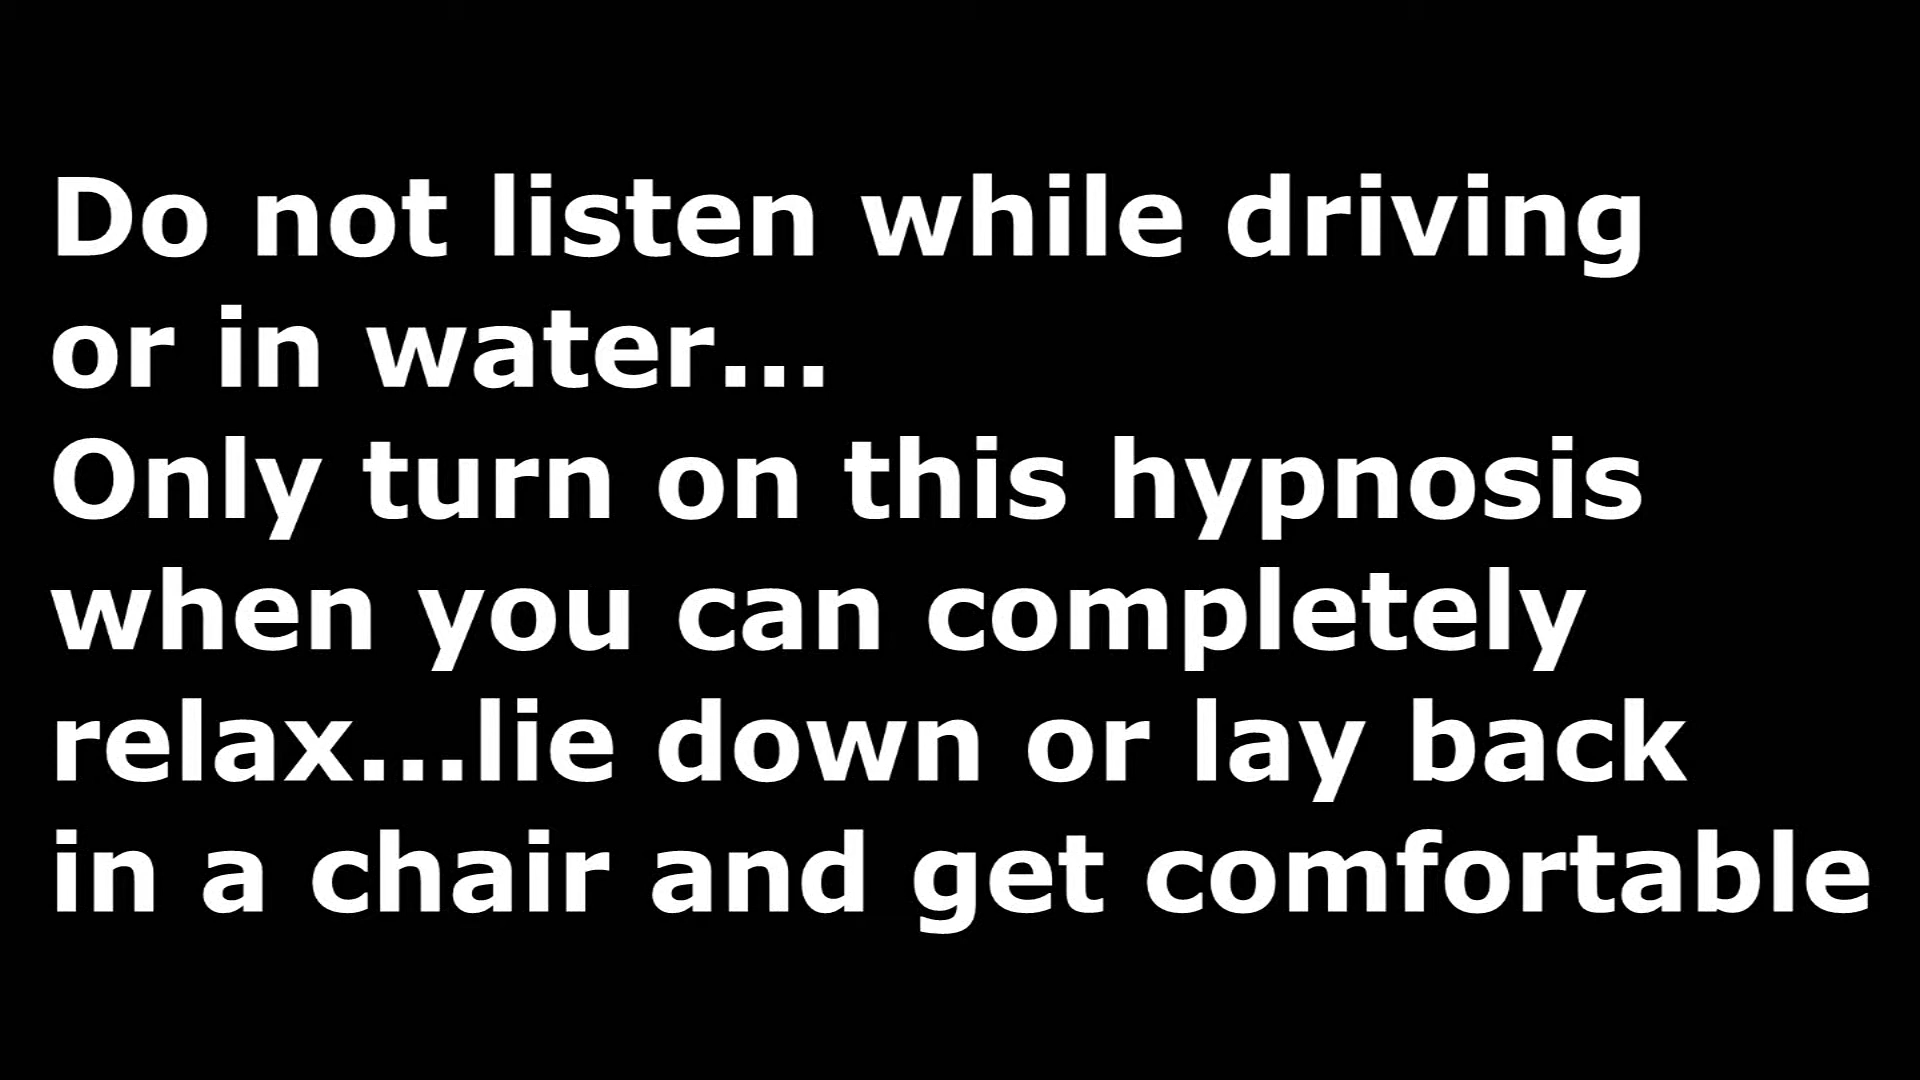 Do not listen while driving
or in water...
Only turn on this hypnosis
when you can completely
relax...lie down or lay back
in a chair and get comfortable